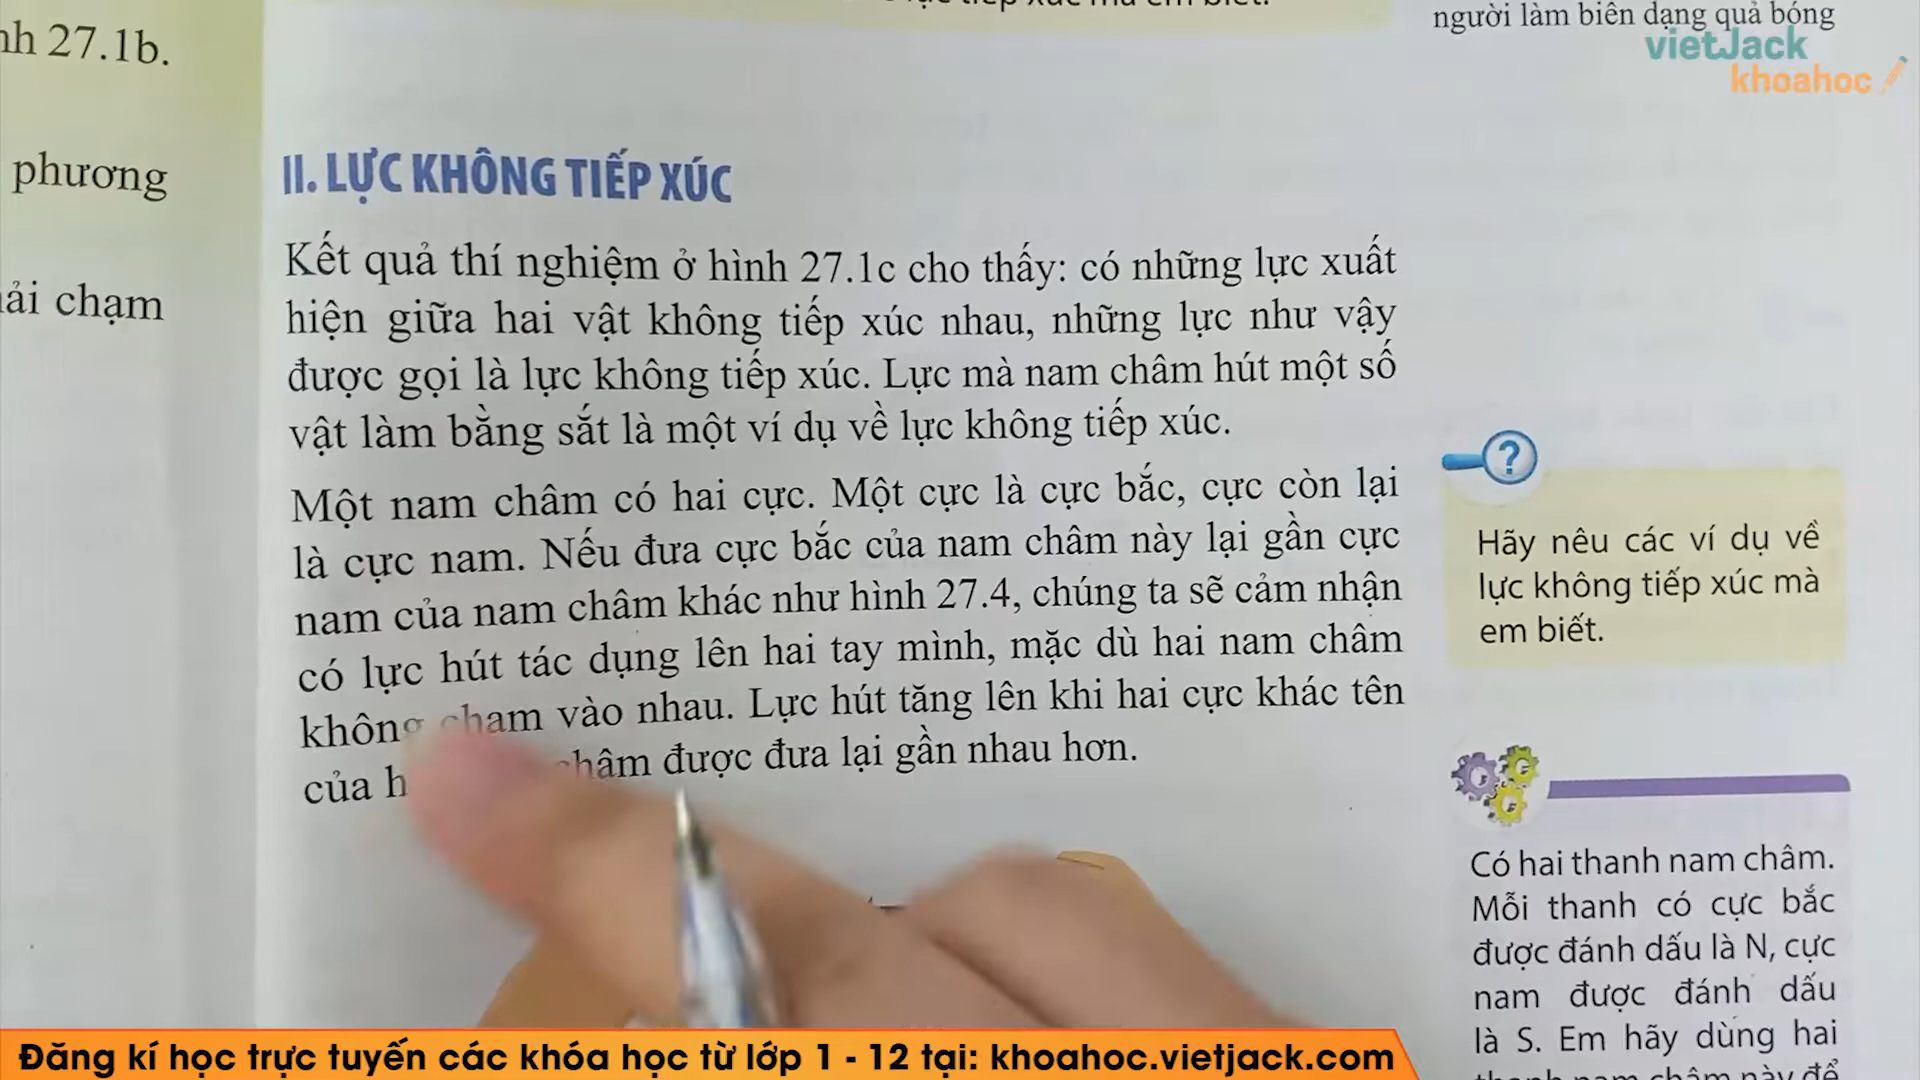 người làm biến dạng quả bóng
vietJack
khoahoc
27.1b.
phương
chạm
II. LỰC KHÔNG TIẾP XÚC
Kết quả thí nghiệm ở hình 27.1c cho thấy: có những lực xuất
hiện giữa hai vật không tiếp xúc nhau, những lực như vậy
được gọi là lực không tiếp xúc. Lực mà nam châm hút một số
vật làm bằng sắt là một ví dụ về lực không tiếp xúc.
Một nam châm có hai cực. Một cực là cực bắc, cực còn lại
là cực nam. Nếu đưa cực bắc của nam châm này lại gần cực
nam của nam châm khác như hình 27.4, chúng ta sẽ cảm nhận
có lực hút tác dụng lên hai tay mình, mặc dù hai nam châm
không chạm vào nhau. Lực hút tăng lên khi hai cực khác tên
của châm được đưa lại gần nhau hơn.
?
Hãy nêu các ví dụ về
lực không tiếp xúc mà
em biết.
Có hai thanh nam châm.
Mỗi thanh có cực bắc
được đánh dấu là N, cực
nam được đánh dấu
là S. Em hãy dùng hai
thanh nam châm này để
Đăng kí học trực tuyến các khóa học từ lớp 1 - 12 tại: khoahoc.vietjack.com